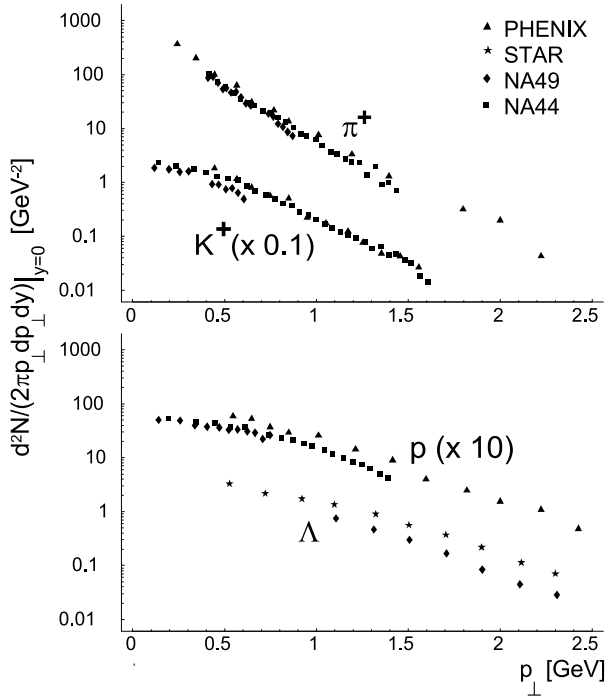 1000
100
10
1
0.1
0.01
▲ PHENIX
★ STAR
◆ NA49
■ NA44
π⁺
K⁺(x 0.1)
0 0.5 1 1.5 2 2.5
d²N/(2πp⊥dp⊥dy)|y=0 [GeV⁻²]
1000
100
10
1
0.1
0.01
p (x 10)
Λ
0 0.5 1 1.5 2 2.5
p⊥ [GeV]